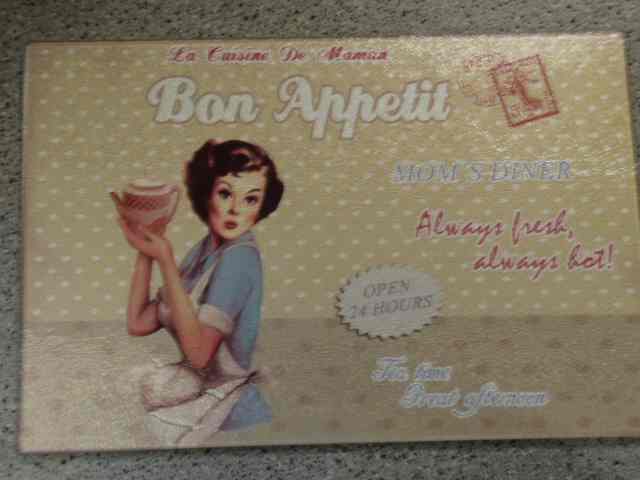 La Cuisine De Maman
Bon Appetit
MOM'S DINER
Always fresh,
always hot!
OPEN
24 HOURS
Tea time
Great afternoon